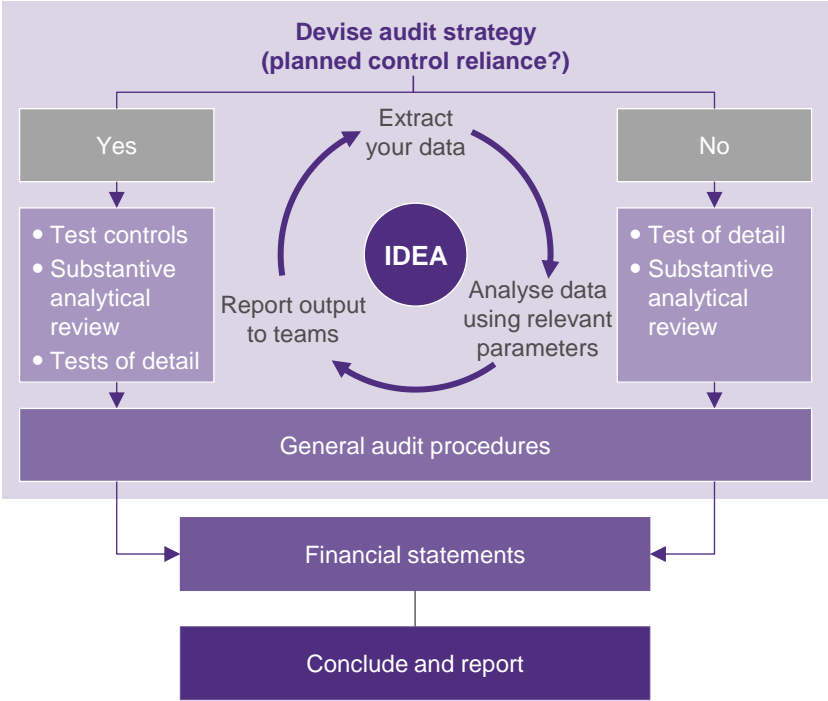 Devise audit strategy
(planned control reliance?)
Yes
Extract
your data
No
• Test controls
• Substantive
analytical
review
• Tests of detail
IDEA
Report output
to teams
Analyse data
using relevant
parameters
• Test of detail
• Substantive
analytical
review
General audit procedures
Financial statements
Conclude and report